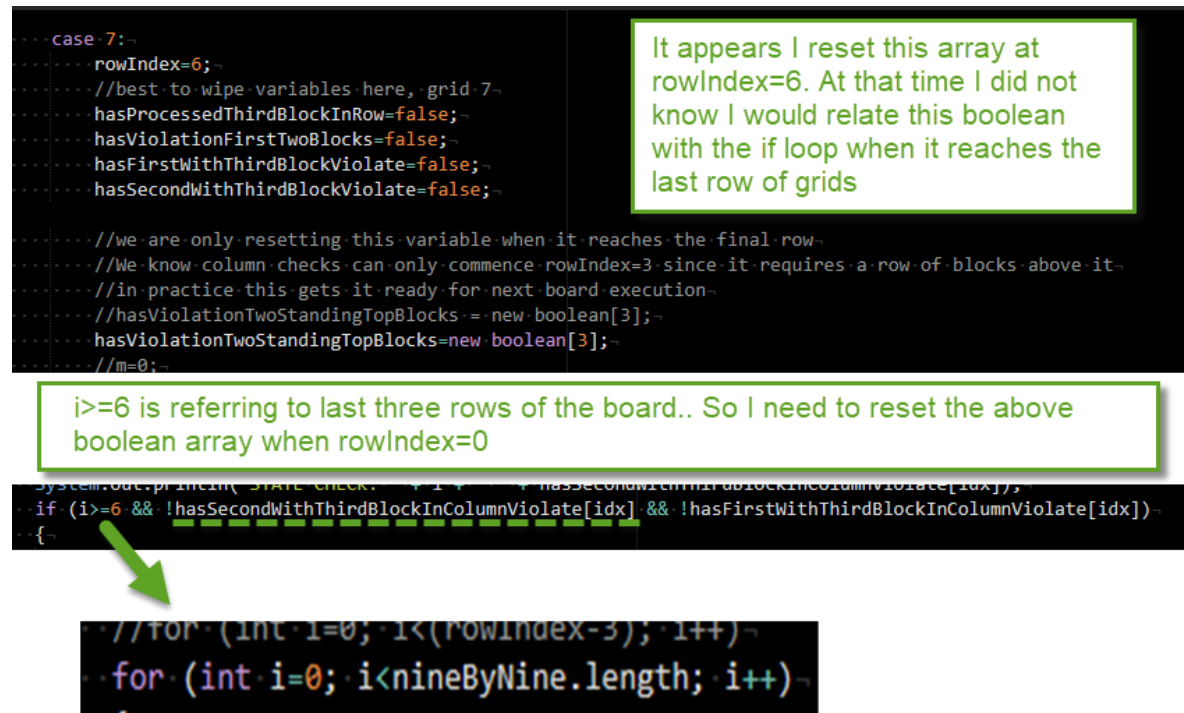 case 7:
rowIndex=6;
//best to wipe variables here, grid 7
hasProcessedThirdBlockInRow=false;
hasViolationFirstTwoBlocks=false;
hasFirstWithThirdBlockViolate=false;
hasSecondWithThirdBlockViolate=false;
//we are only resetting this variable when it reaches the final row
//We know column checks can only commence rowIndex=3 since it requires a row of blocks above it
//in practice this gets it ready for next board execution
//hasViolationTwoStandingTopBlocks = new boolean[3];
hasViolationTwoStandingTopBlocks=new boolean[3];
//m=0;
It appears I reset this array at
rowIndex=6. At that time I did not
know I would relate this boolean
with the if loop when it reaches the
last row of grids
i>=6 is referring to last three rows of the board.. So I need to reset the above
boolean array when rowIndex=0
System.out.println("STATE CHECK: " + i + " " + hasSecondWithThirdBlockInColumnViolate[idx]);
if (i>=6 && !hasSecondWithThirdBlockInColumnViolate[idx] && !hasFirstWithThirdBlockInColumnViolate[idx])
{
//for (int i=0; i<(rowIndex-3); i++)
for (int i=0; i<nineByNine.length; i++)